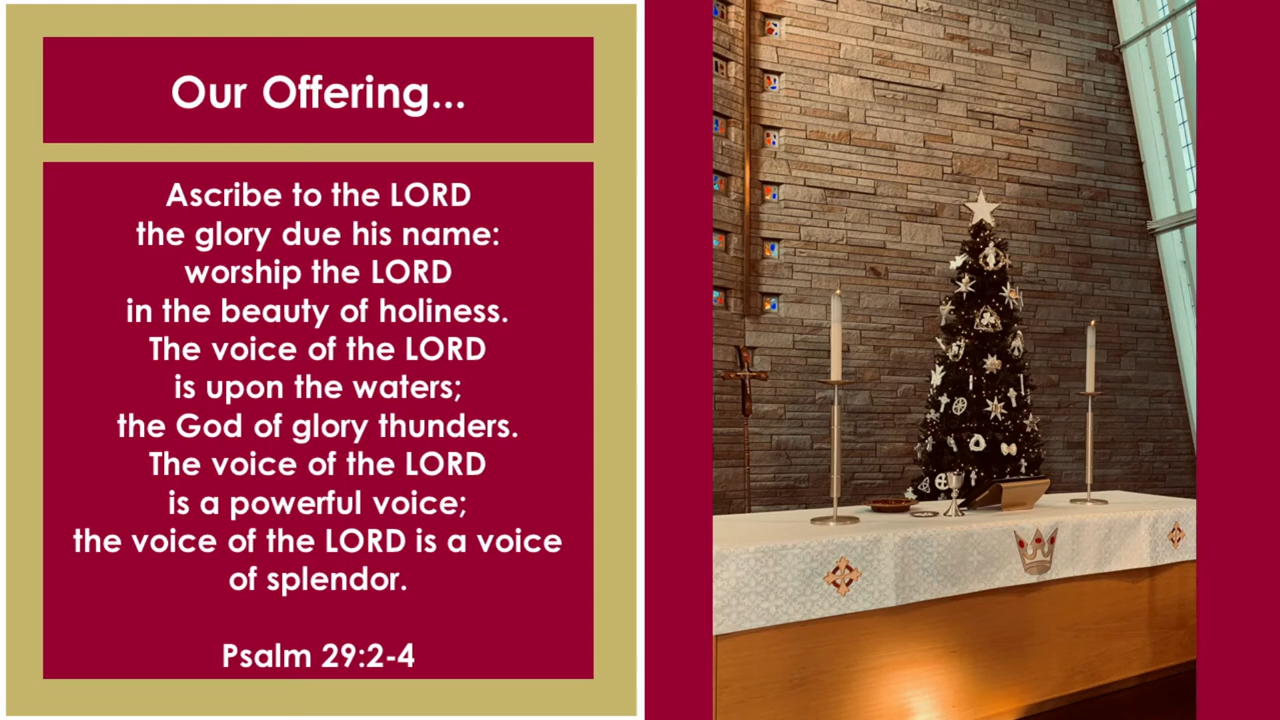 Our Offering...
Ascribe to the LORD
the glory due his name:
worship the LORD
in the beauty of holiness.
The voice of the LORD
is upon the waters;
the God of glory thunders.
The voice of the LORD
is a powerful voice;
the voice of the LORD is a voice
of splendor.
Psalm 29:2-4